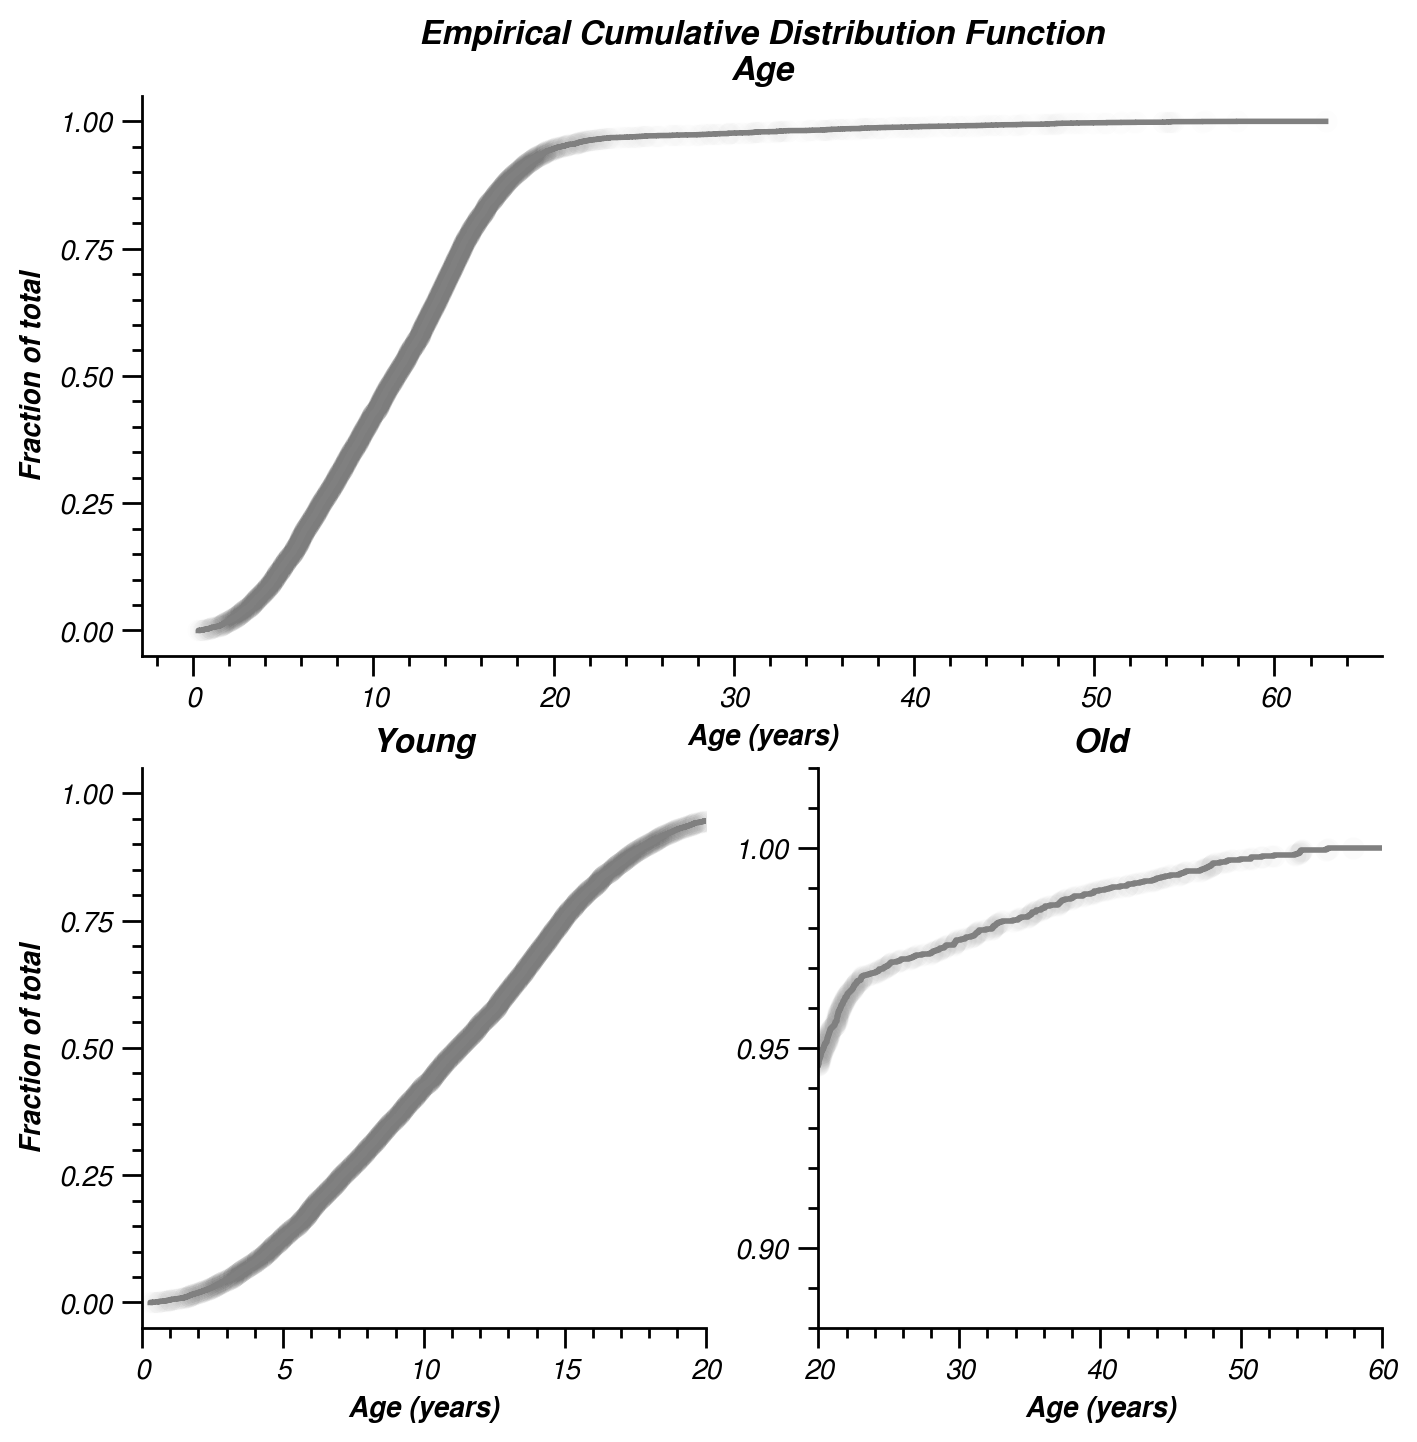 Empirical Cumulative Distribution Function
Age
1.00
0.75
0.50
0.25
0.00
Fraction of total
0 10 20 30 40 50 60
Age (years)
Young
1.00
0.75
0.50
0.25
0.00
Fraction of total
0 5 10 15 20
Age (years)
Old
1.00
0.95
0.90
20 30 40 50 60
Age (years)